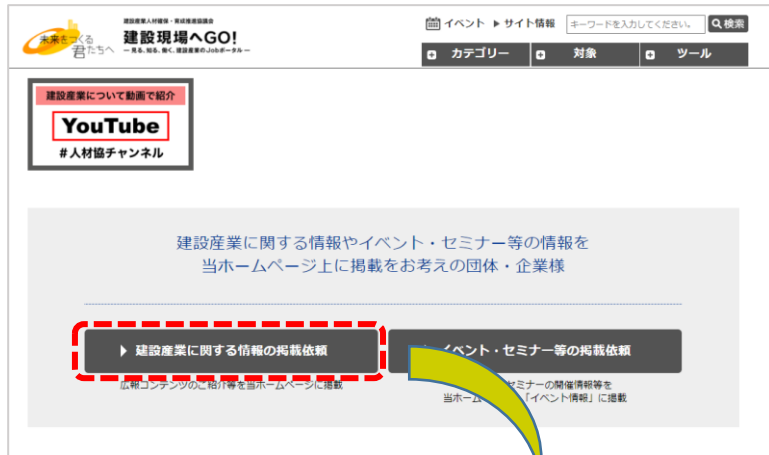 未来をつくる
君たちへ
建設産業人材確保・育成推進協議会
建設現場へGO!
― 見る、知る、働く、建設産業のJobポータル ―
イベント ▶ サイト情報
キーワードを入力してください。
検索
カテゴリー
対象
ツール
建設産業について動画で紹介
YouTube
#人材協チャンネル
建設産業に関する情報やイベント・セミナー等の情報を
当ホームページ上に掲載をお考えの団体・企業様
▶ 建設産業に関する情報の掲載依頼
イベント・セミナー等の掲載依頼
広報コンテンツのご紹介等を当ホームページに掲載
セミナーの開催情報等を
当ホーム「イベント情報」に掲載